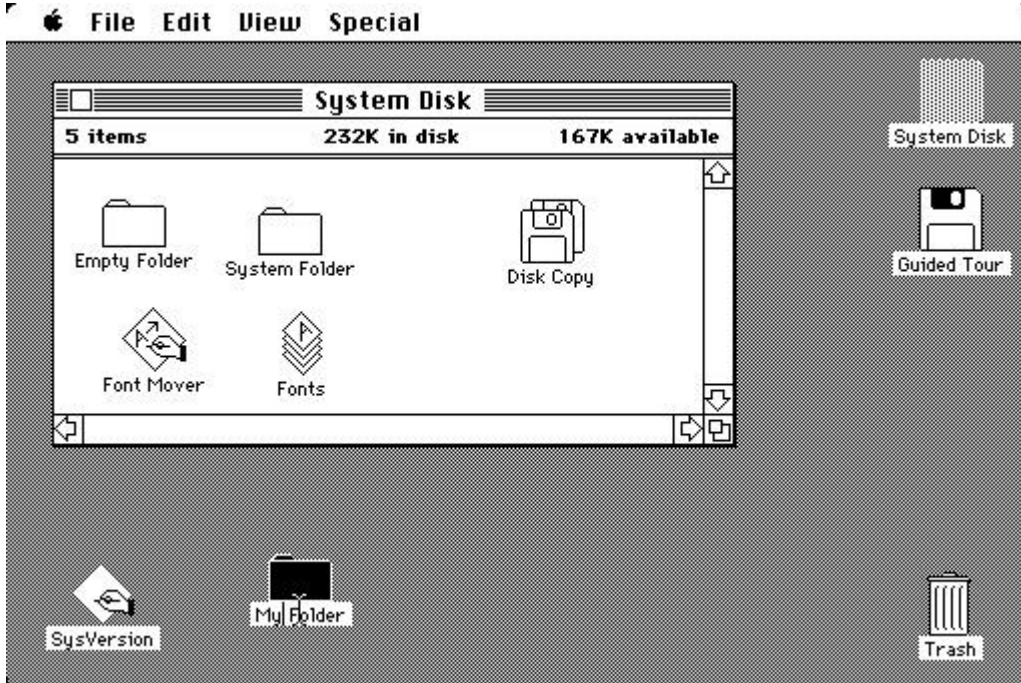 File Edit View Special
System Disk
5 items 232K in disk 167K available
Empty Folder
System Folder
Disk Copy
Font Mover
Fonts
System Disk
Guided Tour
SysVersion
My Folder
Trash